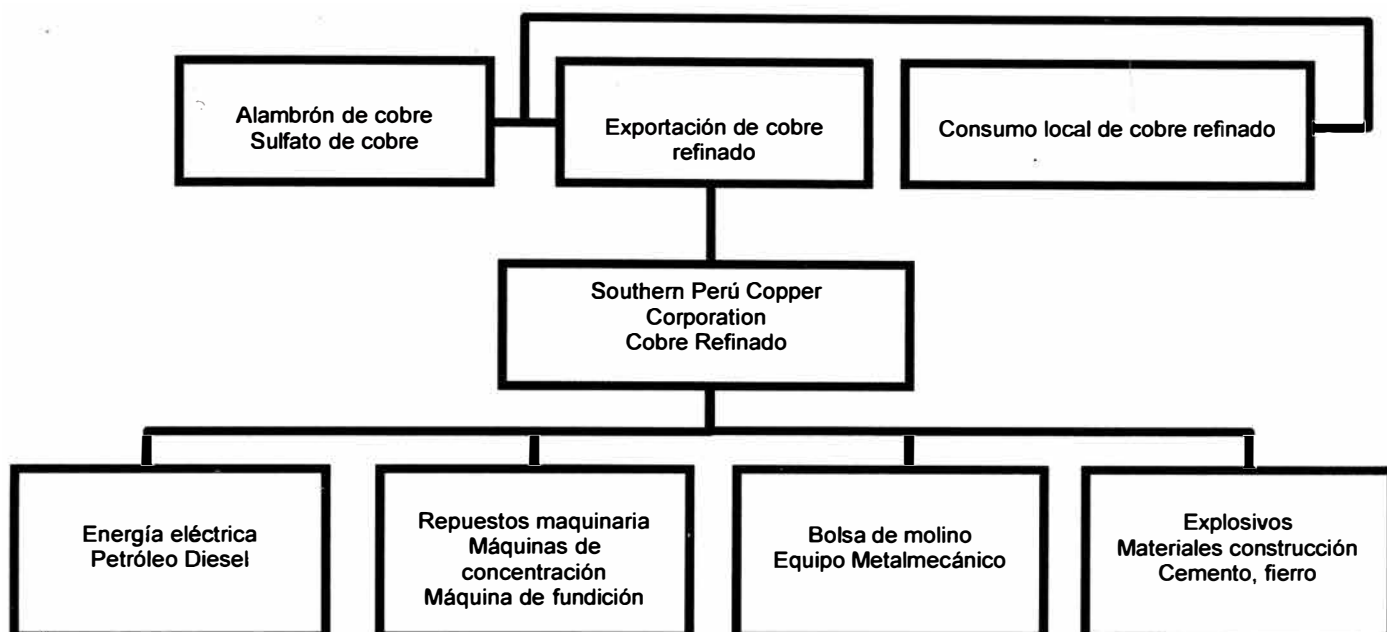 Alambrón de cobre
Sulfato de cobre
Exportación de cobre
refinado
Consumo local de cobre refinado
Southern Perú Copper
Corporation
Cobre Refinado
Energía eléctrica
Petróleo Diesel
Repuestos maquinaria
Máquinas de
concentración
Máquina de fundición
Bolsa de molino
Equipo Metalmecánico
Explosivos
Materiales construcción
Cemento, fierro